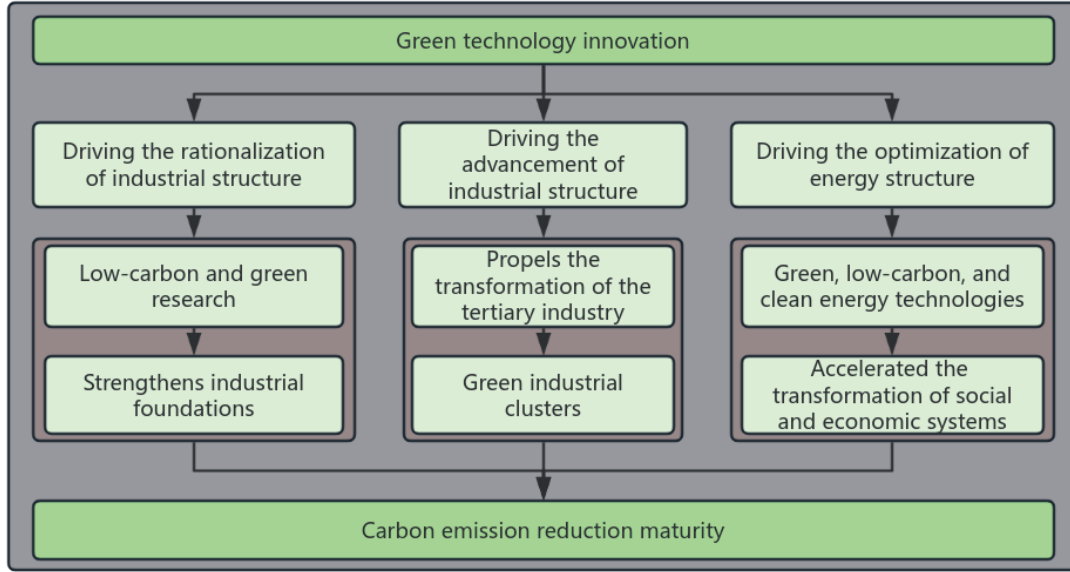 Green technology innovation
Driving the rationalization
of industrial structure
Driving the
advancement of
industrial structure
Driving the optimization of
energy structure
Low-carbon and green
research
Propels the
transformation of the
tertiary industry
Green, low-carbon, and
clean energy technologies
Strengthens industrial
foundations
Green industrial
clusters
Accelerated the
transformation of social
and economic systems
Carbon emission reduction maturity